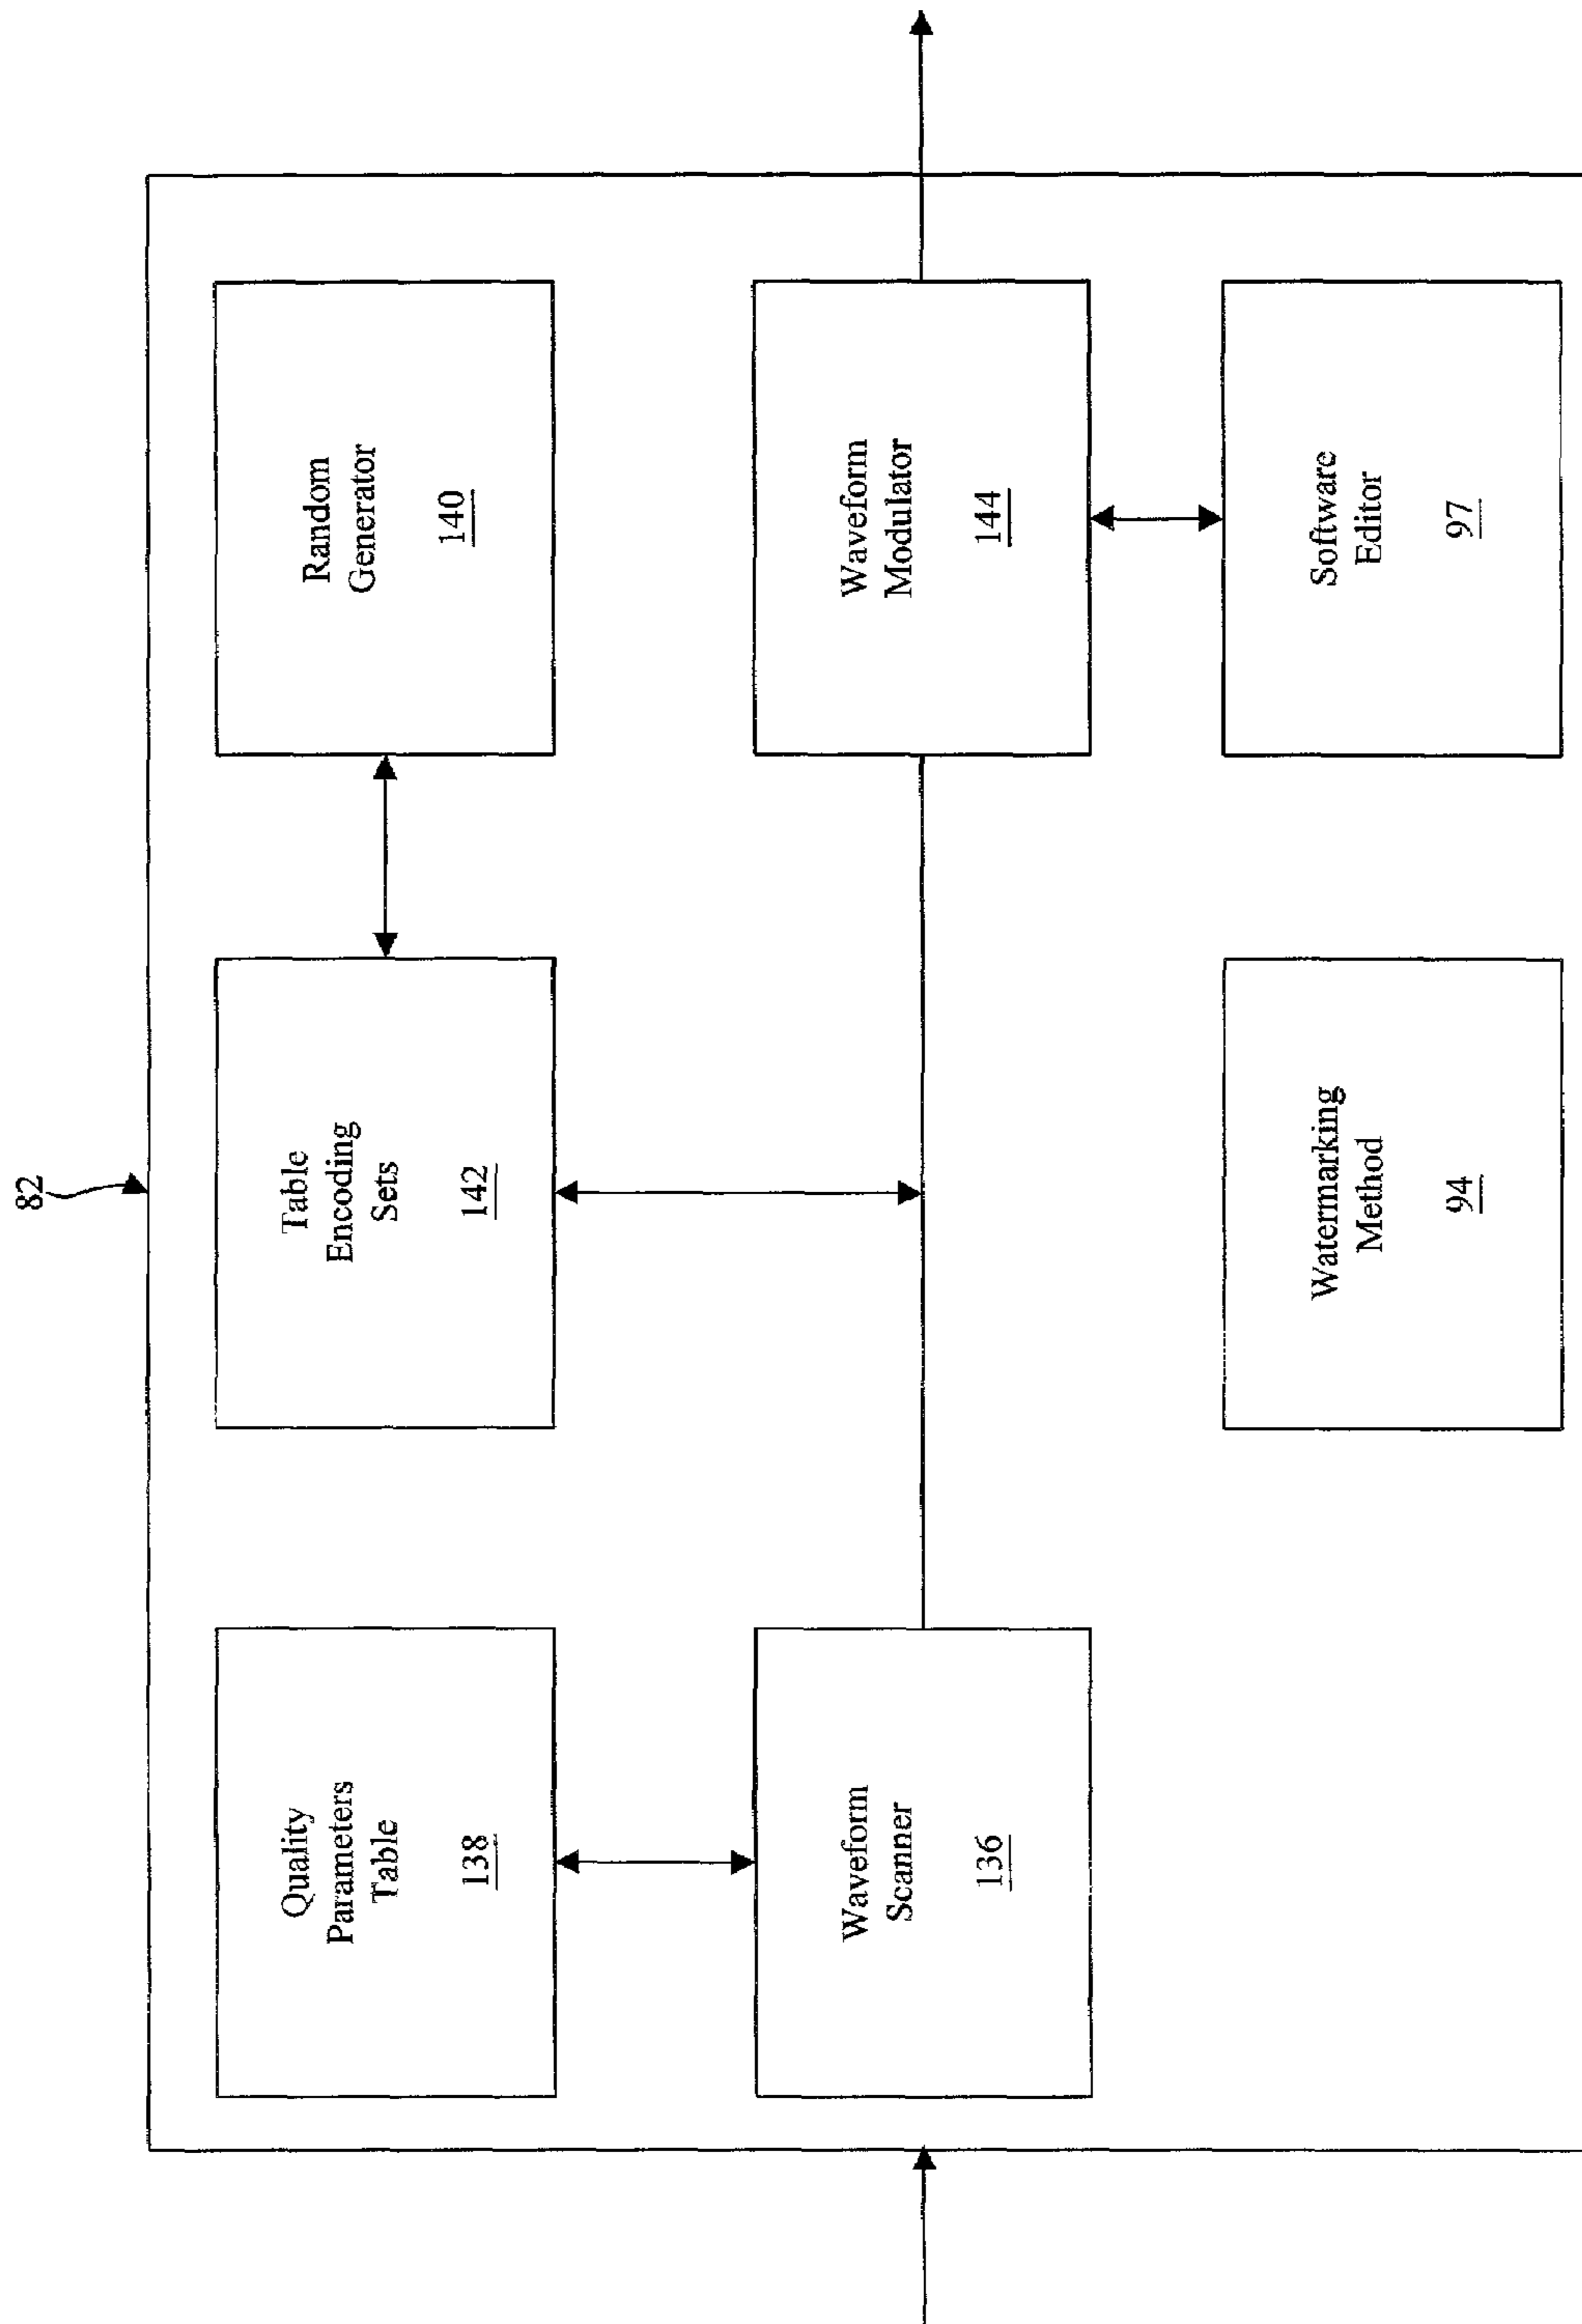 82
Quality
Parameters
Table
138
Table
Encoding
Sets
142
Random
Generator
140
Waveform
Scanner
136
Waveform
Modulator
144
Watermarking
Method
94
Software
Editor
97